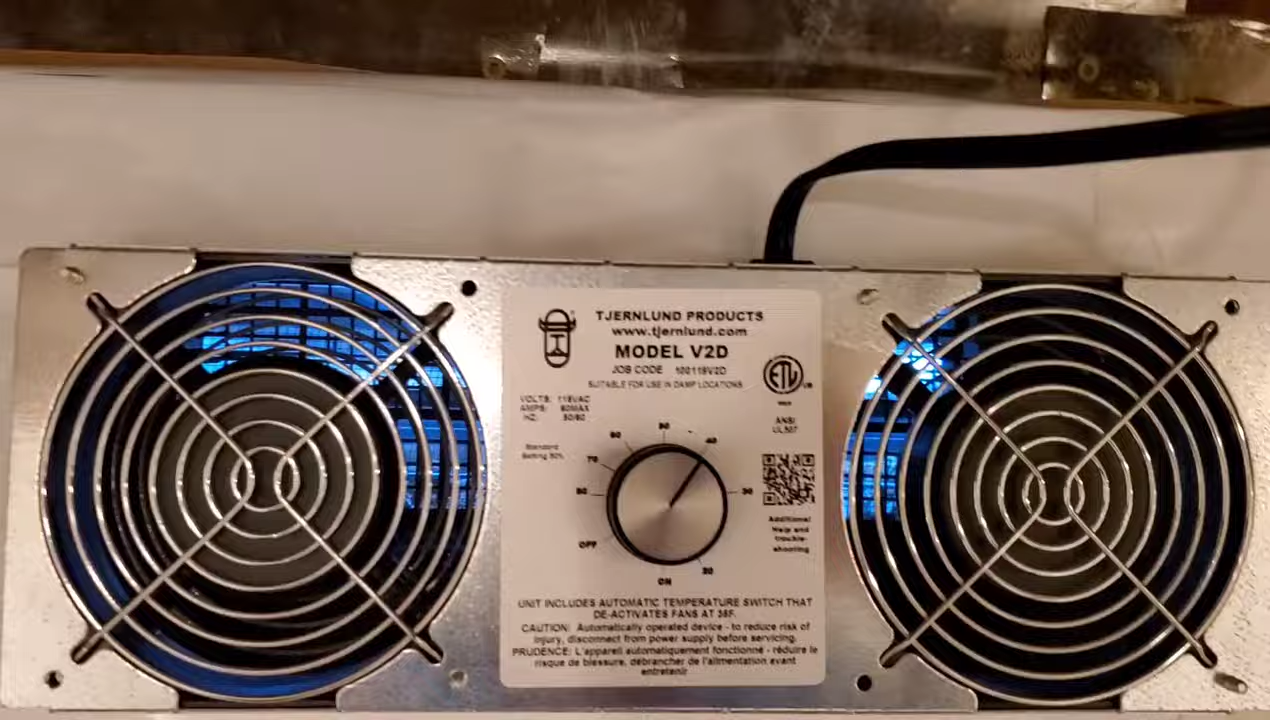 TJERNLUND PRODUCTS
www.tjernlund.com
MODEL V2D
JOB CODE 100119V2D
SUITABLE FOR USE IN DAMP LOCATIONS
VOLTS: 115VAC
AMPS: 60MAX
HZ: 50/60
ETL
ANSI
UL507
Standard
Setting 50%
OFF
80
70
60
50
40
30
20
ON
Additional
Help and
trouble-
shooting
UNIT INCLUDES AUTOMATIC TEMPERATURE SWITCH THAT
DE-ACTIVATES FANS AT 38F.
CAUTION: Automatically operated device - to reduce risk of
injury, disconnect from power supply before servicing.
PRUDENCE: L'appareil automatiquement fonctionné - réduire le
risque de blessure, débrancher de l'alimentation avant
entretenir